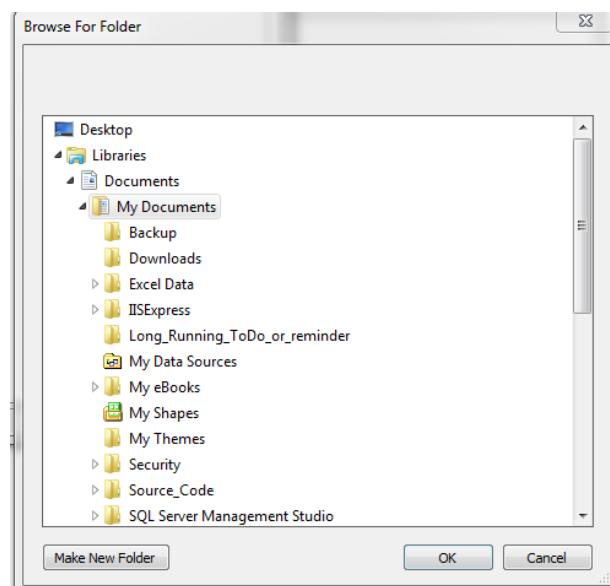 Browse For Folder
Desktop
Libraries
Documents
My Documents
Backup
Downloads
Excel Data
IISExpress
Long_Running_ToDo_or_reminder
My Data Sources
My eBooks
My Shapes
My Themes
Security
Source_Code
SQL Server Management Studio
Make New Folder OK Cancel